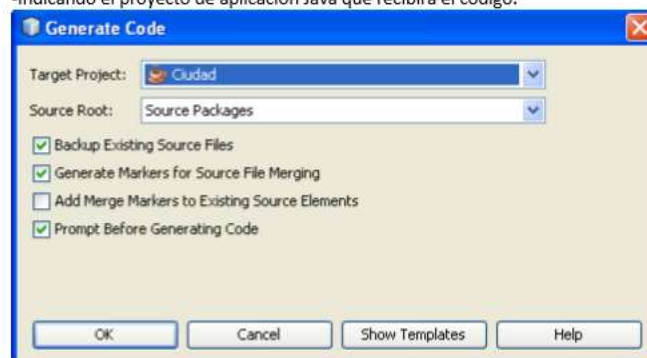 -indicando el proyecto de aplicación Java que recibirá el código:
Generate Code
Target Project: Ciudad
Source Root: Source Packages
Backup Existing Source Files
Generate Markers for Source File Merging
Add Merge Markers to Existing Source Elements
Prompt Before Generating Code
OK Cancel Show Templates Help